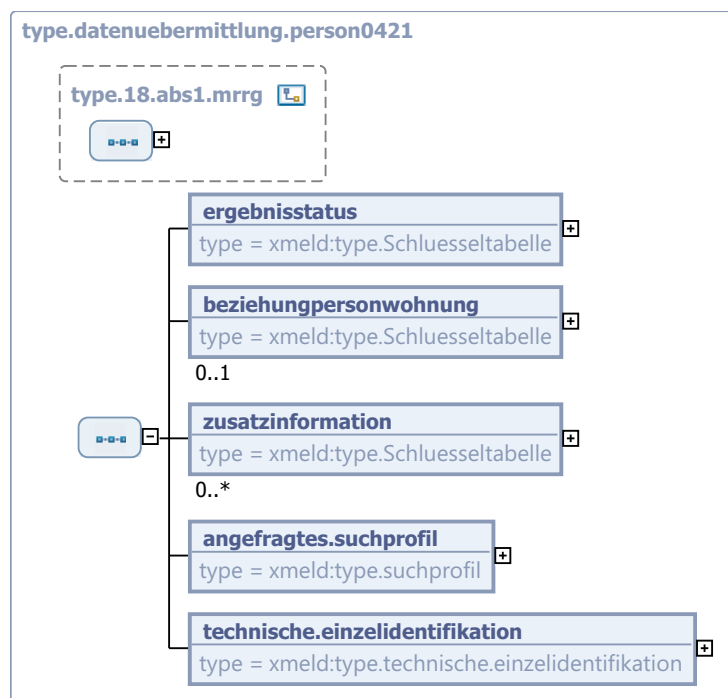 type.datenuebermittlung.person0421
type.18.abs1.mrrg
ergebnisstatus
type = xmeld:type.Schluesseltabelle
beziehungpersonwohnung
type = xmeld:type.Schluesseltabelle
0..1
zusatzinformation
type = xmeld:type.Schluesseltabelle
0..*
angefragtes.suchprofil
type = xmeld:type.suchprofil
technische.einzelidentifikation
type = xmeld:type.technische.einzelidentifikation